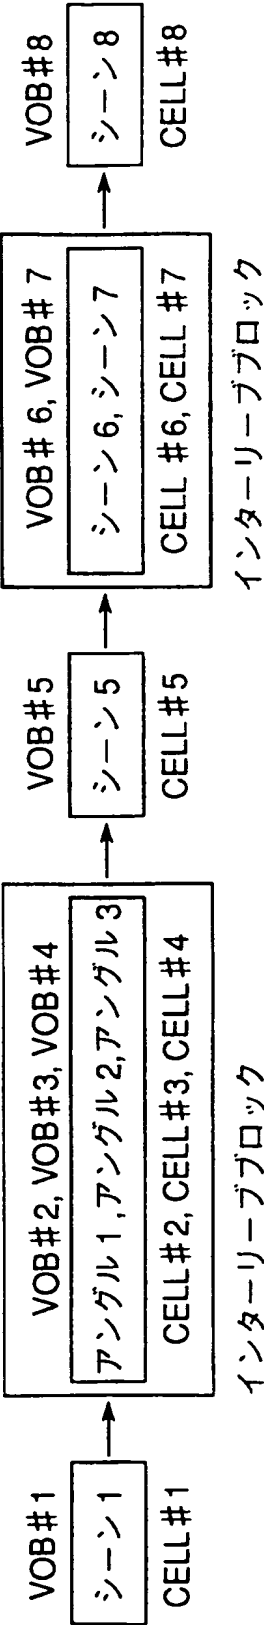 VOB#1
シーン1
CELL#1
VOB#2, VOB#3, VOB#4
アングル1,アングル2,アングル3
CELL#2, CELL#3, CELL#4
インターリーブブロック
VOB#5
シーン5
CELL#5
VOB# 6, VOB# 7
シーン6,シーン7
CELL #6, CELL #7
インターリーブブロック
VOB#8
シーン8
CELL#8